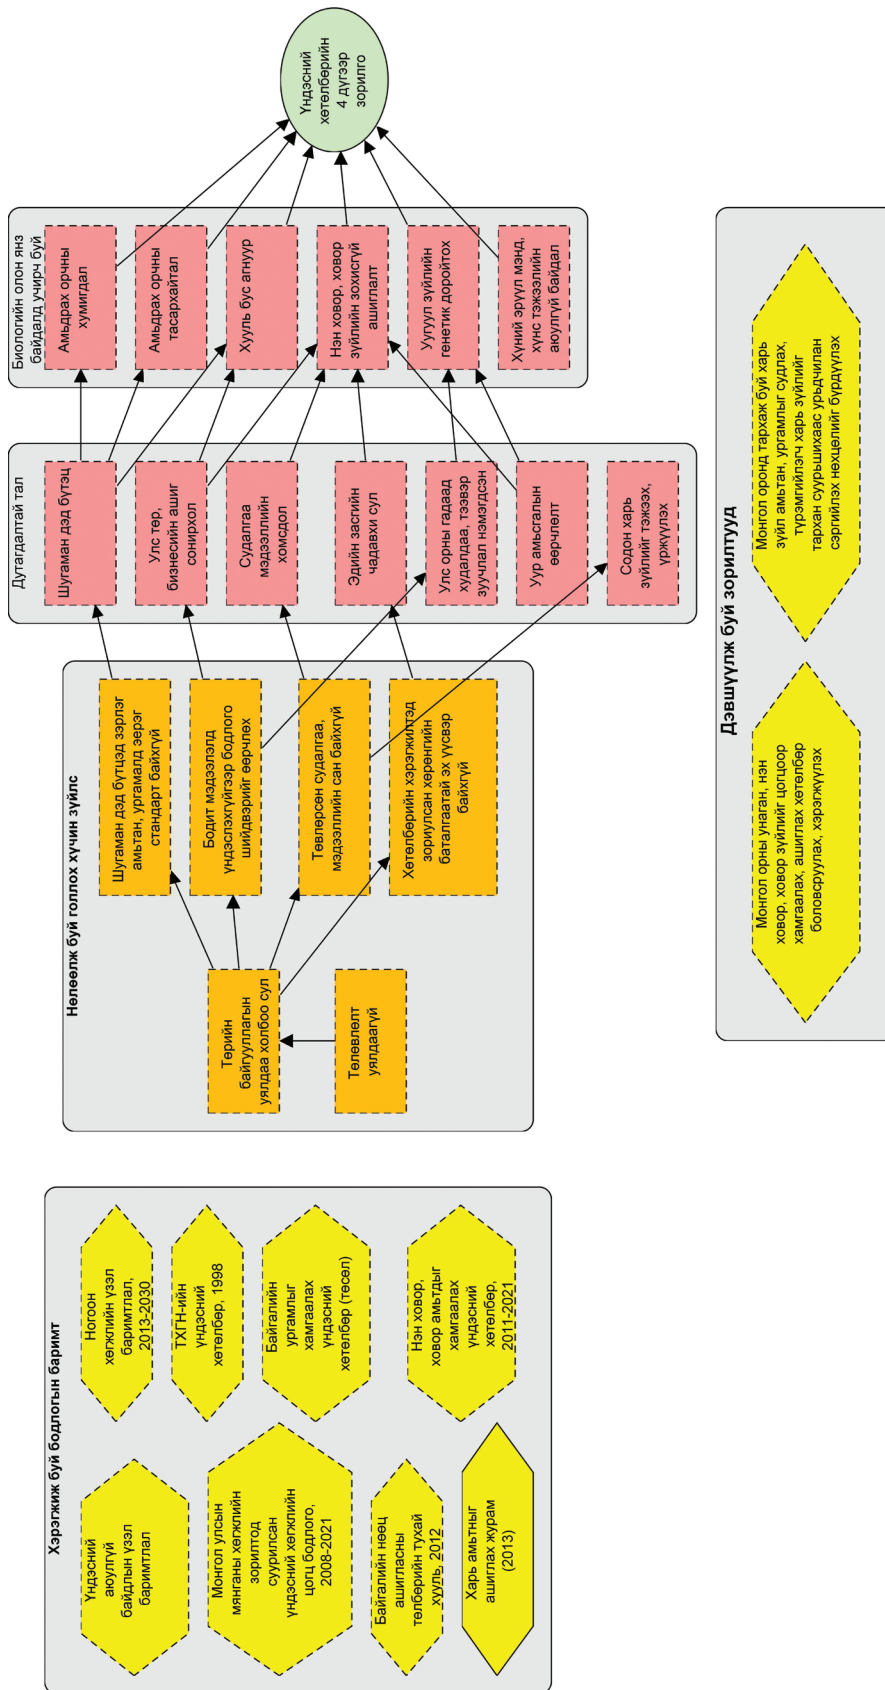 Хэрэгжиж буй бодлогын баримт
Үндэсний
аюулгүй
байдлын үзэл
баримтлал
Монгол улсын
мянганы хөгжлийн
зорилтод
суурилсан
үндэсний хөгжлийн
цогц бодлого,
2008-2021
Байгалийн нөөц
ашигласны
төлбөрийн тухай
хууль, 2012
Харь амьтныг
ашиглах журам
(2013)
Ногоон
хөгжлийн үзэл
баримтлал,
2013-2030
ТХГН-ийн
үндэсний
хөтөлбөр, 1998
Байгалийн
ургамлыг
хамгаалах
үндэсний
хөтөлбөр (төсөл)
Нэн ховор,
ховор амьтдыг
хамгаалах
үндэсний
хөтөлбөр,
2011-2021
Нөлөөлж буй голлох хүчин зүйлс
Төрийн
байгууллагын
уялдаа холбоо сул
Төлөвлөлт
уялдаагүй
Шугаман дэд бүтцэд зэрлэг
амьтан, ургамалд ээрэг
стандарт байхгүй
Бодит мэдээлэлд
үндэслэхгүйгээр бодлого
шийдвэрийг өөрчлөх
Төвлөрсөн судалгаа,
мэдээллийн сан байхгүй
Хөтөлбөрийн хэрэгжилтэд
зориулсан хөрөнгийн
баталгаатай эх үүсвэр
байхгүй
Дутагдалтай тал
Шугаман дэд бүтэц
Улс төр,
бизнесийн ашиг
сонирхол
Судалгаа
мэдээллийн
хомсдол
Эдийн засгийн
чадавхи сул
Улс орны гадаад
худалдаа, тээвэр
зуучлал нэмэгдсэн
Уур амьсгалын
өөрчлөлт
Содон харь
зүйлийг тэжээх,
үржүүлэх
Биологийн олон янз
байдалд учирч буй
Амьдрах орчны
хумигдал
Амьдрах орчны
тасархайтал
Хууль бус агнуур
Нэн ховор, ховор
зүйлийн зохисгүй
ашиглалт
Уугуул зүйлийн
генетик доройтох
Хүний эрүүл мэнд,
хүнс тэжээлийн
аюулгүй байдал
Үндэсний
хөтөлбөрийн
4 дүгээр
зорилго
Дэвшүүлж буй зорилтууд
Монгол орны унаган, нэн
ховор, ховор зүйлийг цогцоор
хамгаалах, ашиглах хөтөлбөр
боловсруулах, хэрэгжүүлэх
Монгол оронд тархаж буй харь
зүйл амьтан, ургамлыг судлах,
түрэмгийлэгч харь зүйлийг
тархан суурьшихаас урьдчилан
сэргийлэх нөхцөлийг бүрдүүлэх